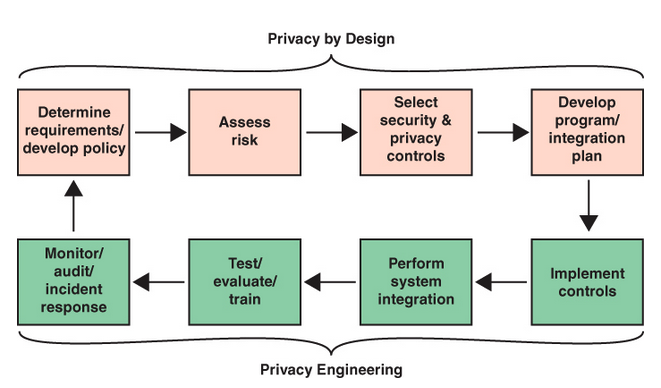 Privacy by Design
Determine
requirements/
develop policy
Assess
risk
Select
security &
privacy
controls
Develop
program/
integration
plan
Monitor/
audit/
incident
response
Test/
evaluate/
train
Perform
system
integration
Implement
controls
Privacy Engineering